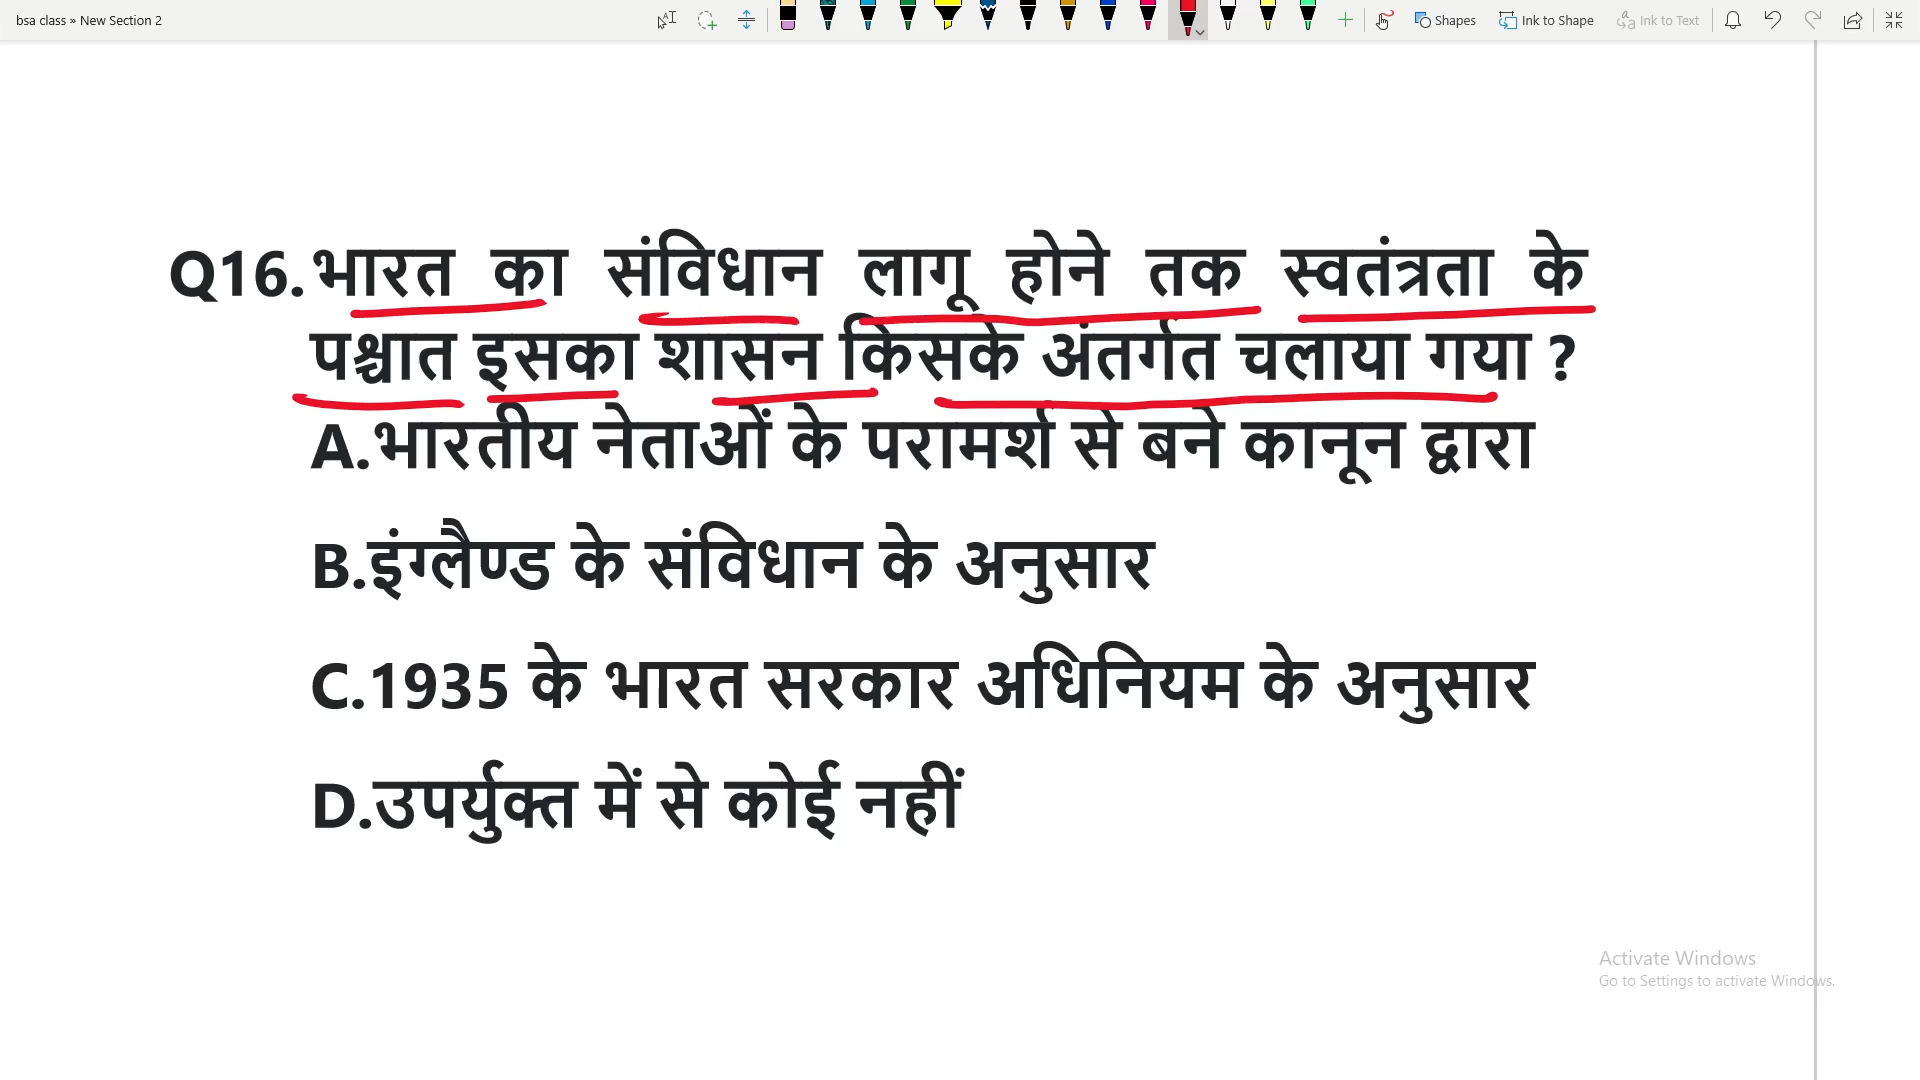 bsa class » New Section 2
Shapes
Ink to Shape
Ink to Text
Q16.भारत का संविधान लागू होने तक स्वतंत्रता के
पश्चात इसका शासन किसके अंतर्गत चलाया गया ?
A.भारतीय नेताओं के परामर्श से बने कानून द्वारा
B.इंग्लैण्ड के संविधान के अनुसार
C.1935 के भारत सरकार अधिनियम के अनुसार
D.उपर्युक्त में से कोई नहीं
Activate Windows
Go to Settings to activate Windows.